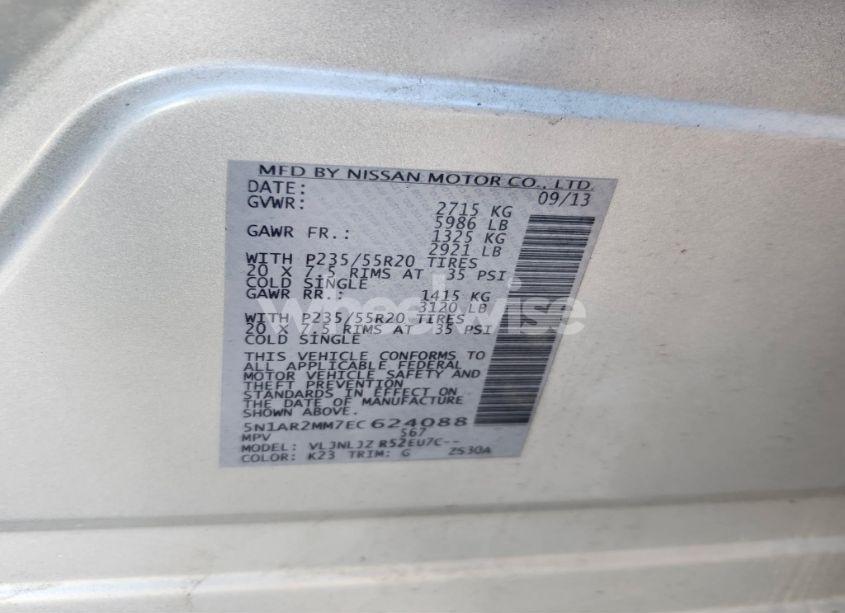 MFD BY NISSAN MOTOR CO., LTD.
DATE: 09/13
GVWR: 2715 KG
5986 LB
GAWR FR.: 1325 KG
2921 LB
WITH P235/55R20 TIRES
20 X 7.5 RIMS AT 35 PSI
COLD SINGLE
GAWR RR.: 1415 KG
3120 LB
WITH P235/55R20 TIRES
20 X 7.5 RIMS AT 35 PSI
COLD SINGLE
THIS VEHICLE CONFORMS TO
ALL APPLICABLE FEDERAL
MOTOR VEHICLE SAFETY AND
THEFT PREVENTION
STANDARDS IN EFFECT ON
THE DATE OF MANUFACTURE
SHOWN ABOVE.
5N1AR2MM7EC624088
MPV 567
MODEL: VLJNLJZ R52EU7C--
COLOR: K23 TRIM: G ZS30A
wheelwise